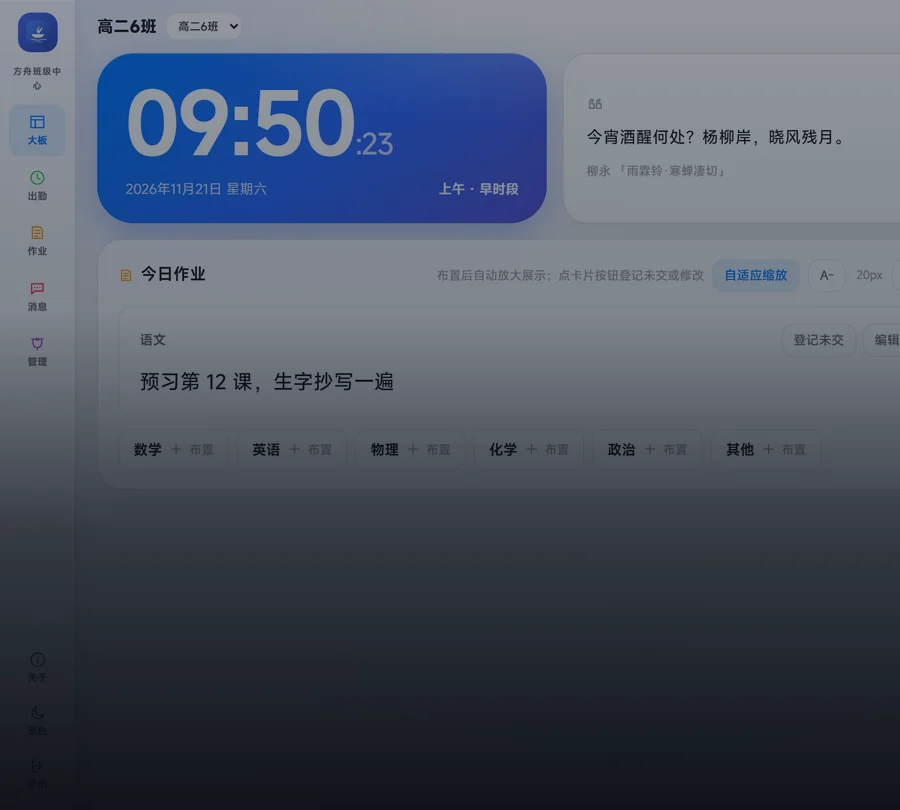 方舟班级中
心
大板
出勤
作业
消息
管理
关于
深色
退出
高二6班
高二6班
09:50:23
2026年11月21日 星期六
上午 · 早时段
今宵酒醒何处？杨柳岸，晓风残月。
柳永 「雨霖铃·寒蝉凄切」
今日作业
布置后自动放大展示；点卡片按钮登记未交或修改
自适应缩放
A−
20px
语文
登记未交
编辑
预习第 12 课，生字抄写一遍
数学 ＋ 布置
英语 ＋ 布置
物理 ＋ 布置
化学 ＋ 布置
政治 ＋ 布置
其他 ＋ 布置